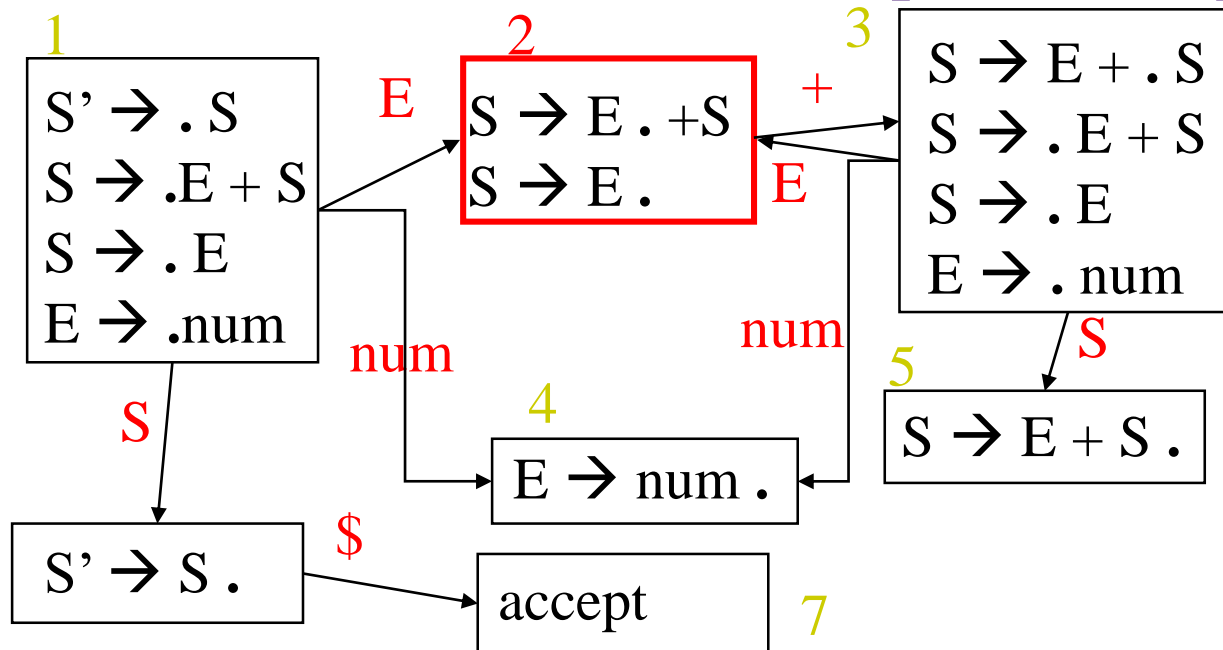 1
S’ → . S
S → .E + S
S → . E
E → .num
E
2
S → E . +S
S → E .
+
E
3
S → E + . S
S → . E + S
S → . E
E → . num
num
num
S
S
4
E → num .
5
S → E + S .
S’ → S .
$
accept
7